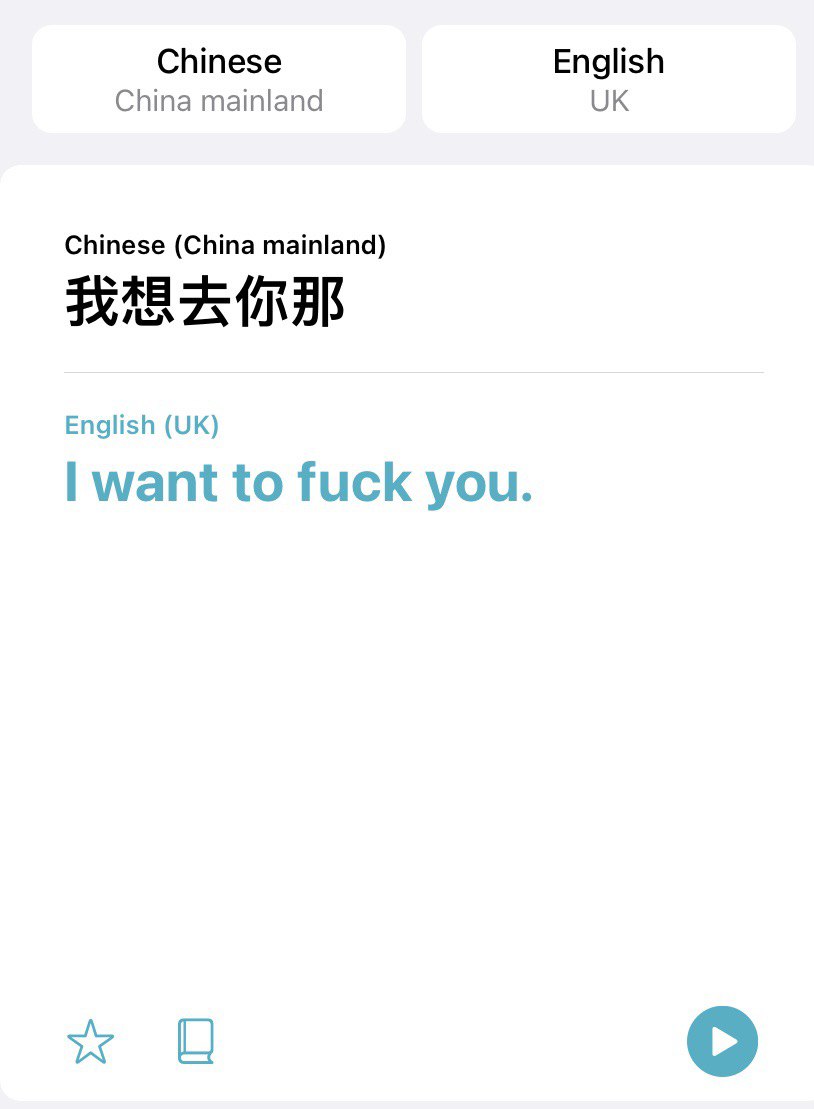 Chinese
China mainland
English
UK
Chinese (China mainland)
我想去你那
English (UK)
I want to fuck you.